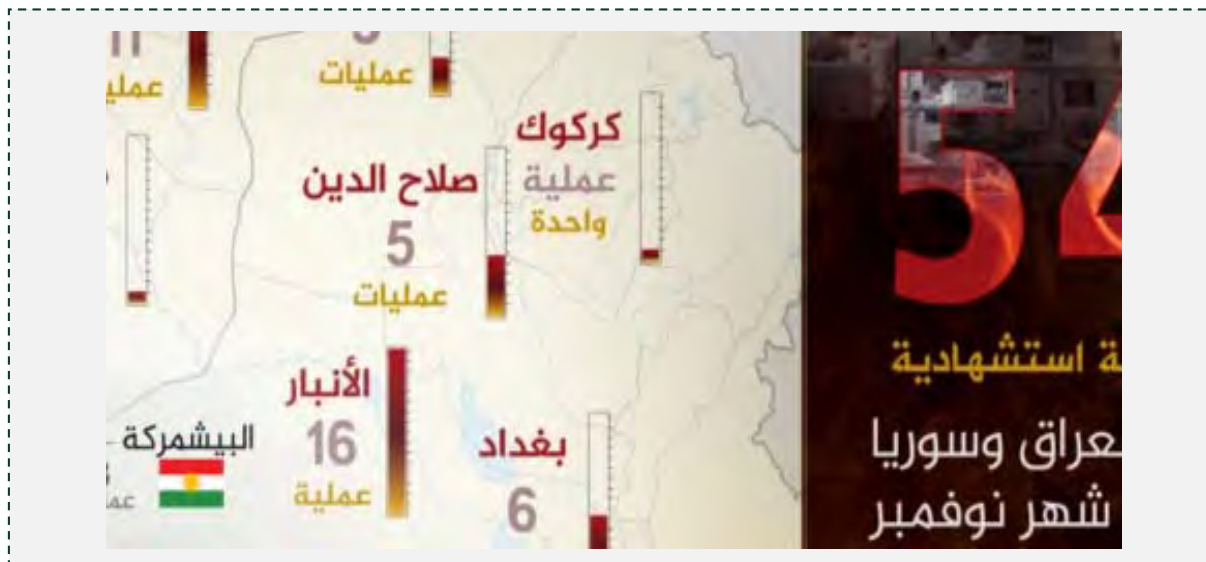 عمليات
كركوك
عملية
واحدة
صلاح الدين
5
عمليات
الأنبار
16
عملية
البيشمركة
بغداد
6
54
استشهادية
وسوريا
شهر نوفمبر